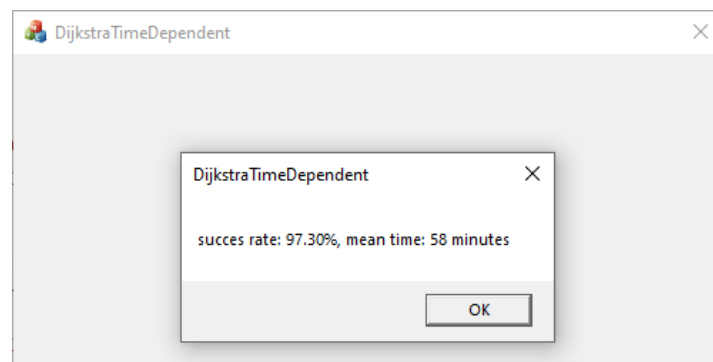 DijkstraTimeDependent
DijkstraTimeDependent
succes rate: 97.30%, mean time: 58 minutes
OK